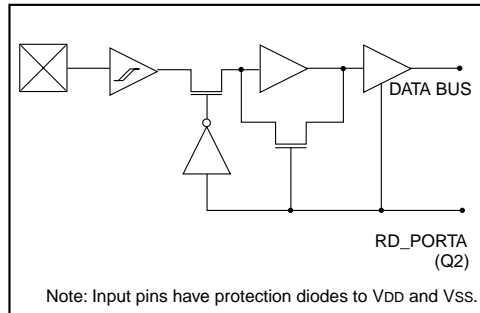 DATA BUS
RD_PORTA
(Q2)
Note: Input pins have protection diodes to VDD and VSS.